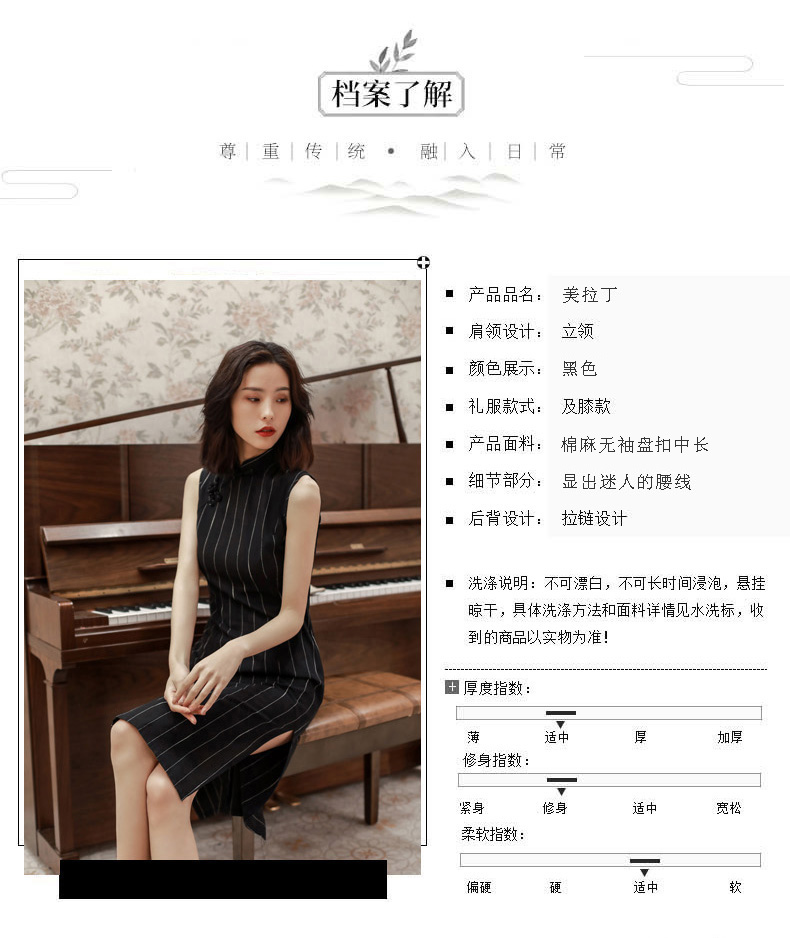 档案了解
尊 | 重 | 传 | 统 • 融 | 入 | 日 | 常
产品品名： 美拉丁
肩领设计： 立领
颜色展示： 黑色
礼服款式： 及膝款
产品面料： 棉麻无袖盘扣中长
细节部分： 显出迷人的腰线
后背设计： 拉链设计
洗涤说明：不可漂白，不可长时间浸泡，悬挂
晾干，具体洗涤方法和面料详情见水洗标，收
到的商品以实物为准！
厚度指数：
薄 适中 厚 加厚
修身指数：
紧身 修身 适中 宽松
柔软指数：
偏硬 硬 适中 软